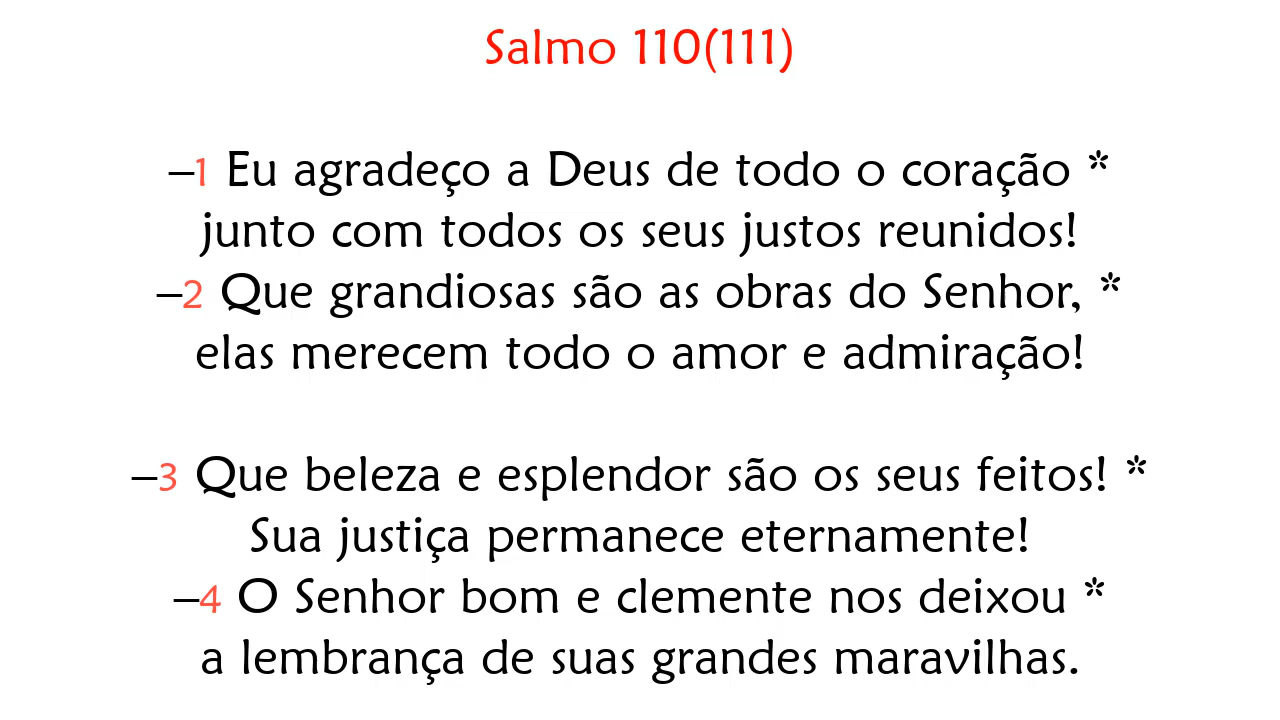 Salmo 110(111)
–1 Eu agradeço a Deus de todo o coração *
junto com todos os seus justos reunidos!
–2 Que grandiosas são as obras do Senhor, *
elas merecem todo o amor e admiração!
–3 Que beleza e esplendor são os seus feitos! *
Sua justiça permanece eternamente!
–4 O Senhor bom e clemente nos deixou *
a lembrança de suas grandes maravilhas.